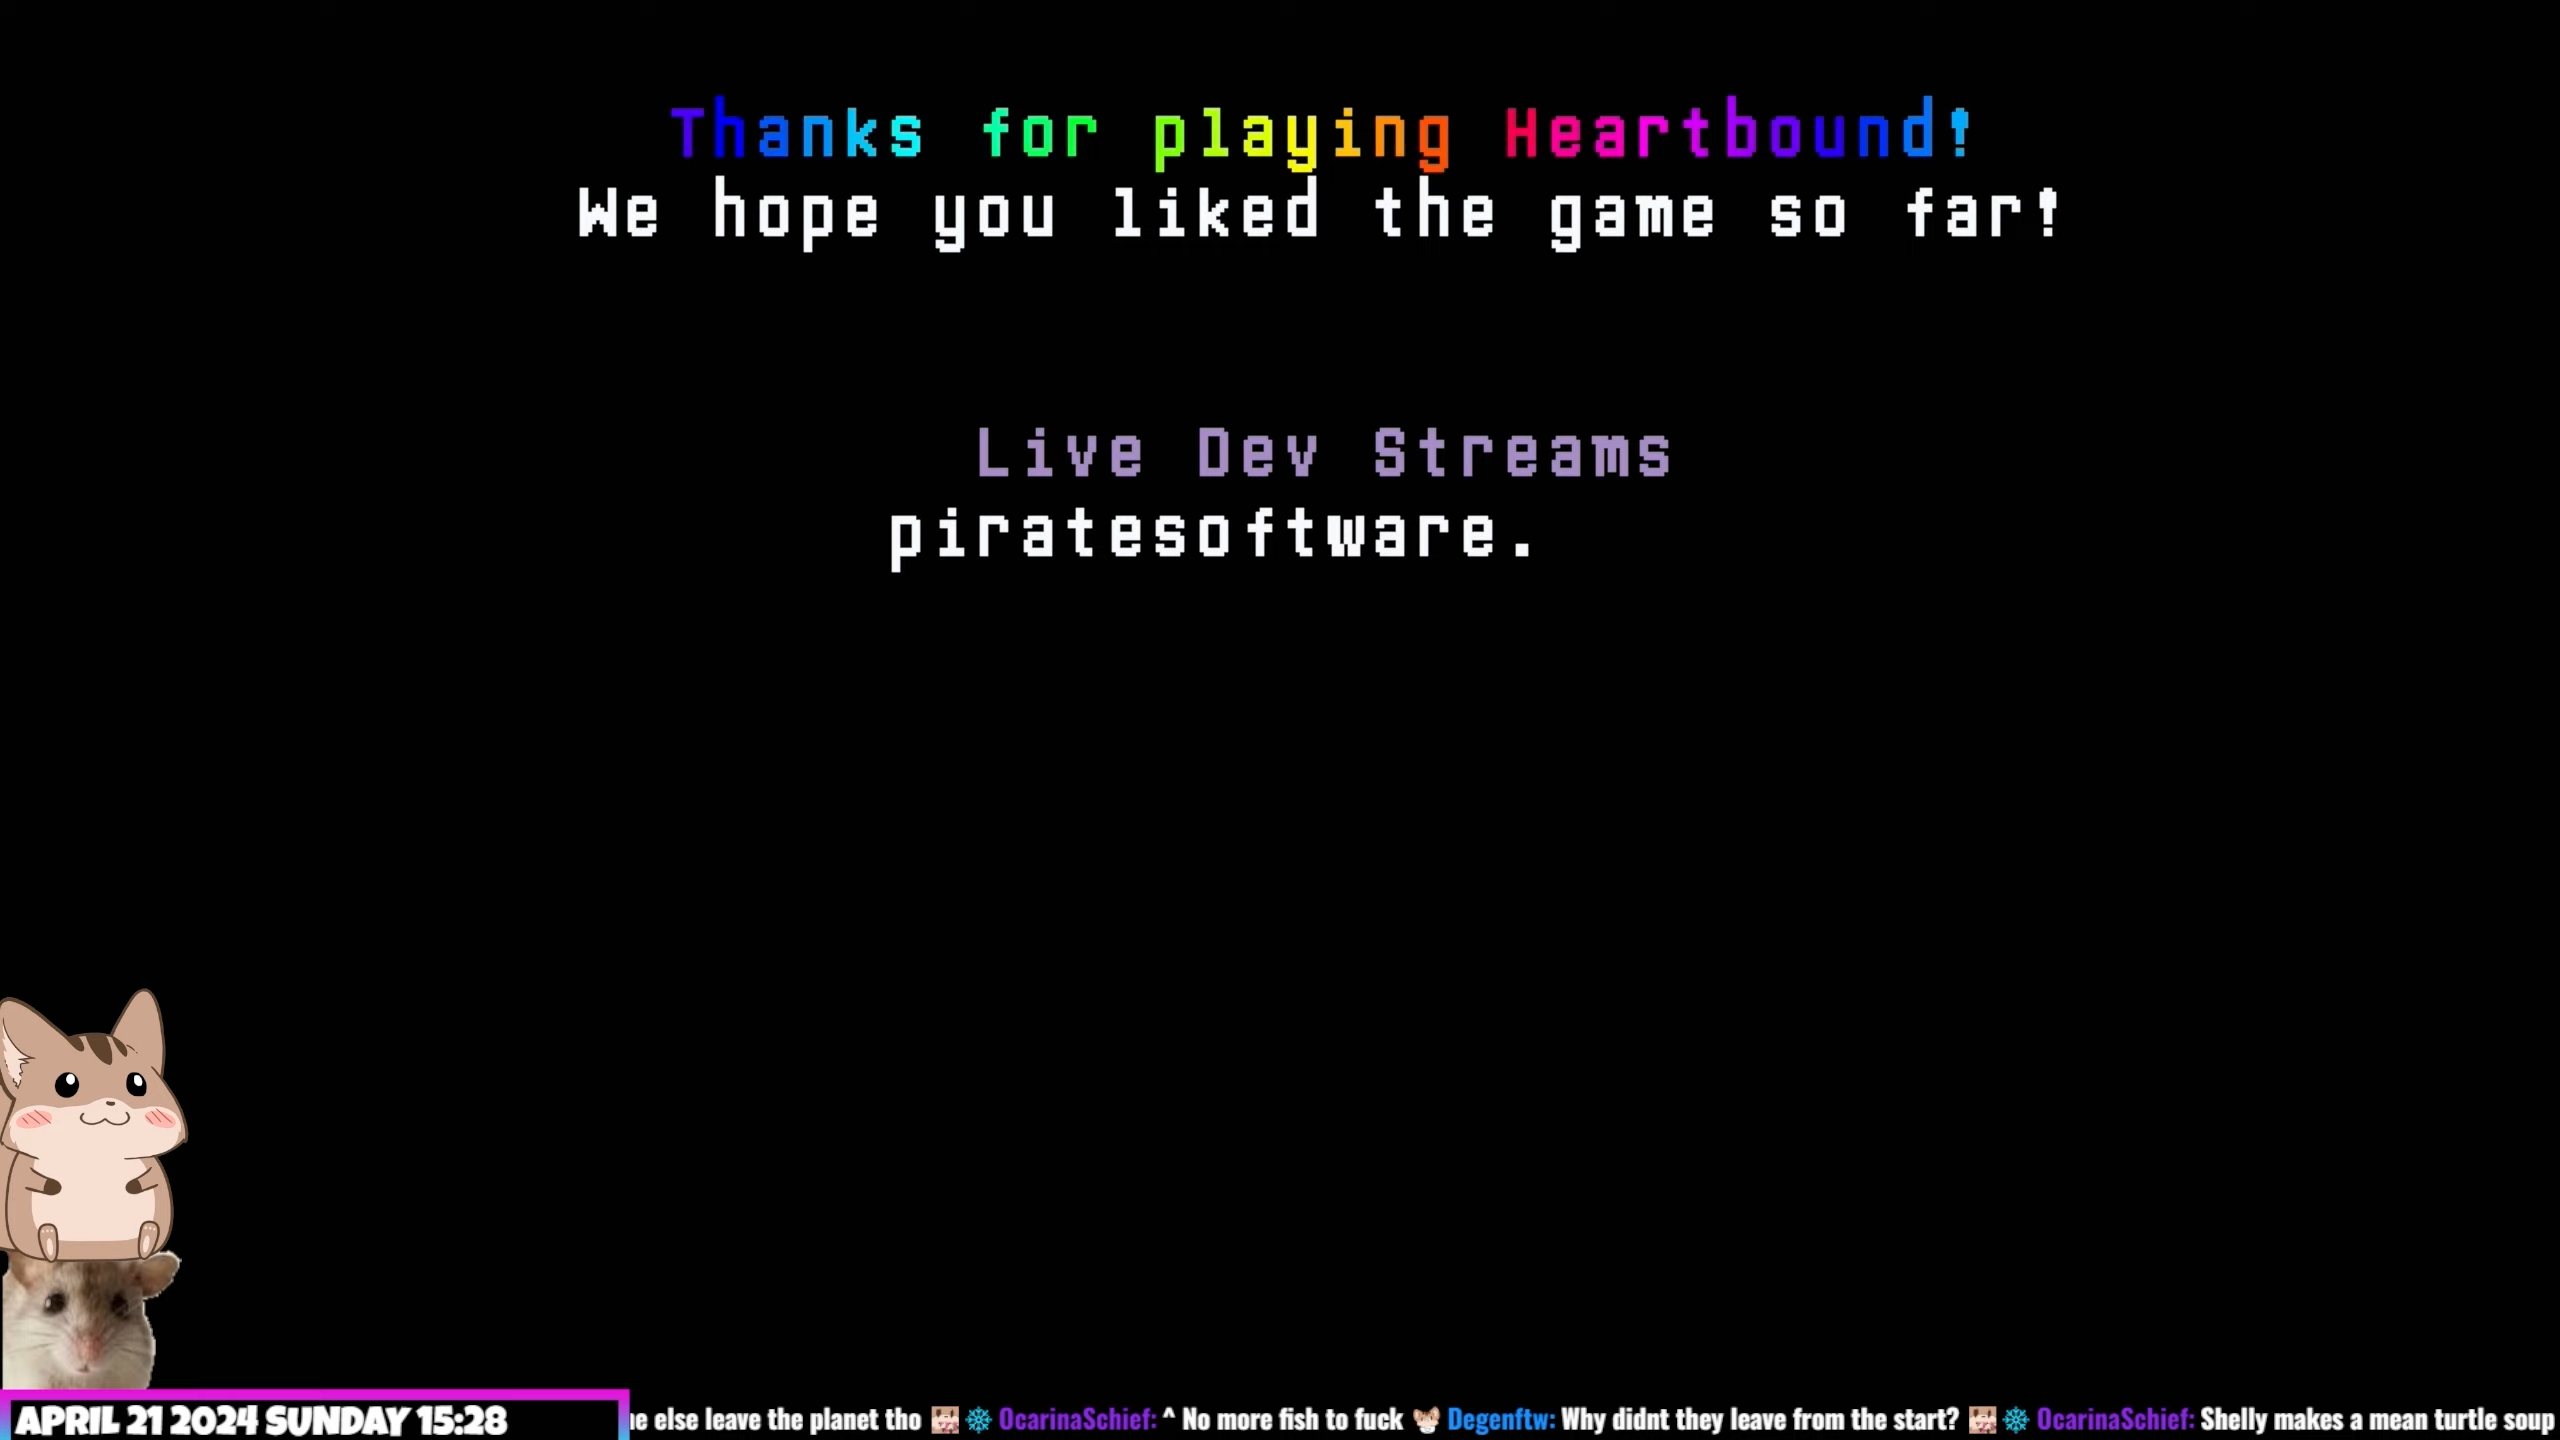 Thanks for playing Heartbound!
We hope you liked the game so far!
Live Dev Streams
piratesoftware.
APRIL 21 2024 SUNDAY 15:28
else leave the planet tho OcarinaSchief: ^ No more fish to fuck Degenftw: Why didnt they leave from the start? OcarinaSchief: Shelly makes a mean turtle soup